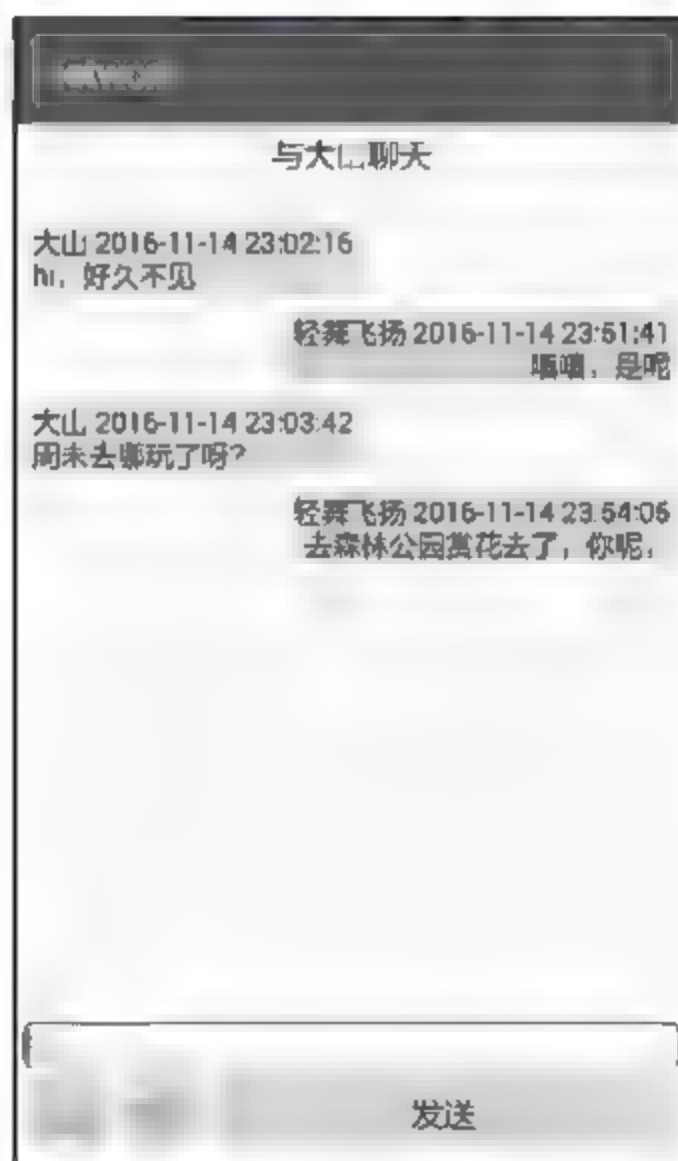 与大山聊天
大山 2016-11-14 23:02:16
hi，好久不见
轻舞飞扬 2016-11-14 23:51:41
嗯嗯，是呢
大山 2016-11-14 23:03:42
周末去哪玩了呀?
轻舞飞扬 2016-11-14 23:54:05
去森林公园赏花去了，你呢，
发送